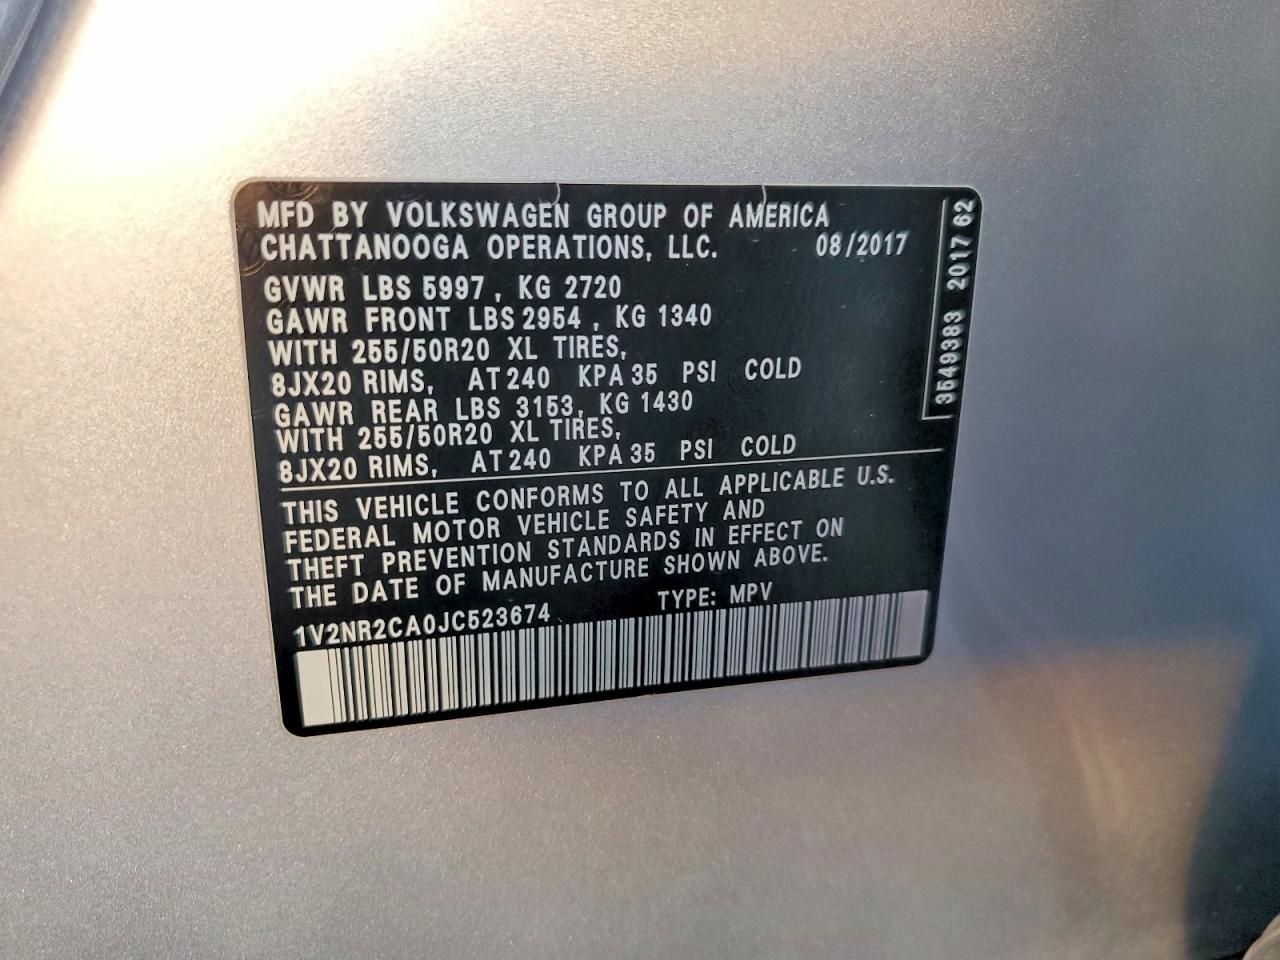 MFD BY VOLKSWAGEN GROUP OF AMERICA
CHATTANOOGA OPERATIONS, LLC. 08/2017
GVWR LBS 5997, KG 2720
GAWR FRONT LBS 2954, KG 1340
WITH 255/50R20 XL TIRES,
8JX20 RIMS, AT 240 KPA 35 PSI COLD
GAWR REAR LBS 3153, KG 1430
WITH 255/50R20 XL TIRES,
8JX20 RIMS, AT 240 KPA 35 PSI COLD
THIS VEHICLE CONFORMS TO ALL APPLICABLE U.S.
FEDERAL MOTOR VEHICLE SAFETY AND
THEFT PREVENTION STANDARDS IN EFFECT ON
THE DATE OF MANUFACTURE SHOWN ABOVE.
1V2NR2CA0JC523674 TYPE: MPV
3549383 2017 62